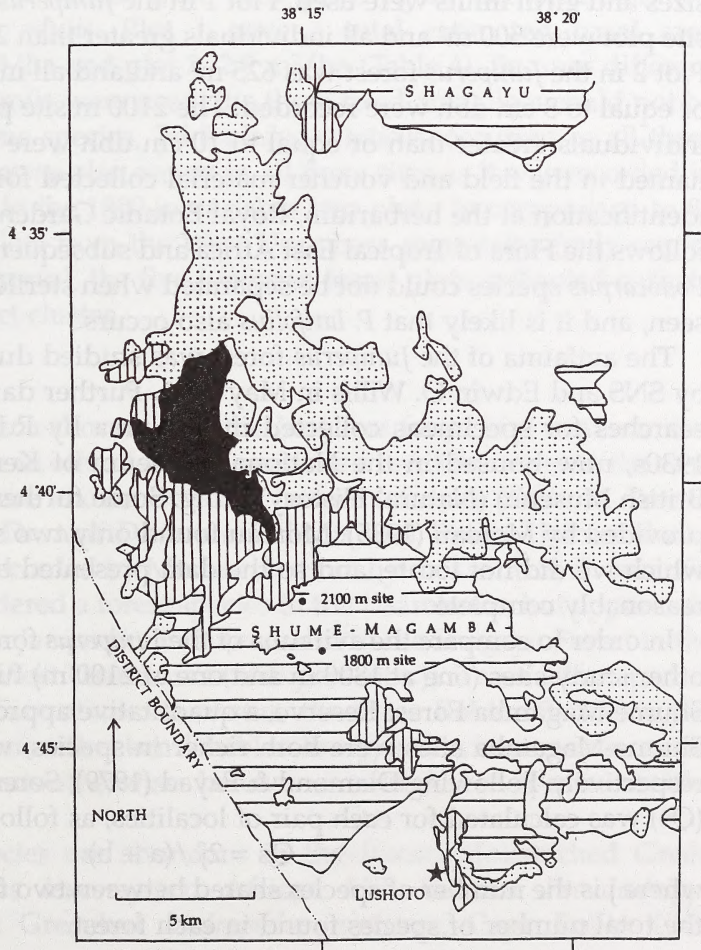 38° 15'
38° 20'
SHAGAYU
4° 35'
4° 40'
2100 m site
SHUME-MAGAMBA
1800 m site
DISTRICT BOUNDARY
4° 45'
NORTH
LUSHOTO
5 km